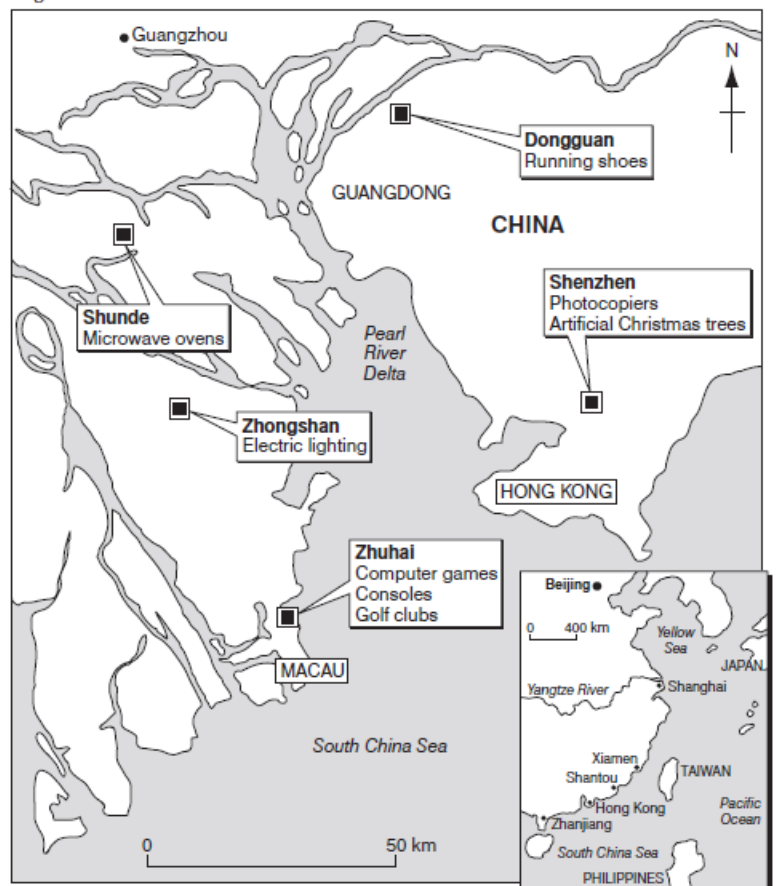 Guangzhou
N
Dongguan
Running shoes
GUANGDONG
CHINA
Shenzhen
Photocopiers
Artificial Christmas trees
Shunde
Microwave ovens
Pearl
River
Delta
Zhongshan
Electric lighting
HONG KONG
Zhuhai
Computer games
Consoles
Golf clubs
MACAU
South China Sea
0 50 km
Beijing
0 400 km
Yellow
Sea
JAPAN
Yangtze River
Shanghai
Xiamen
TAIWAN
Shantou
Hong Kong
Pacific
Ocean
Zhanjiang
South China Sea
PHILIPPINES